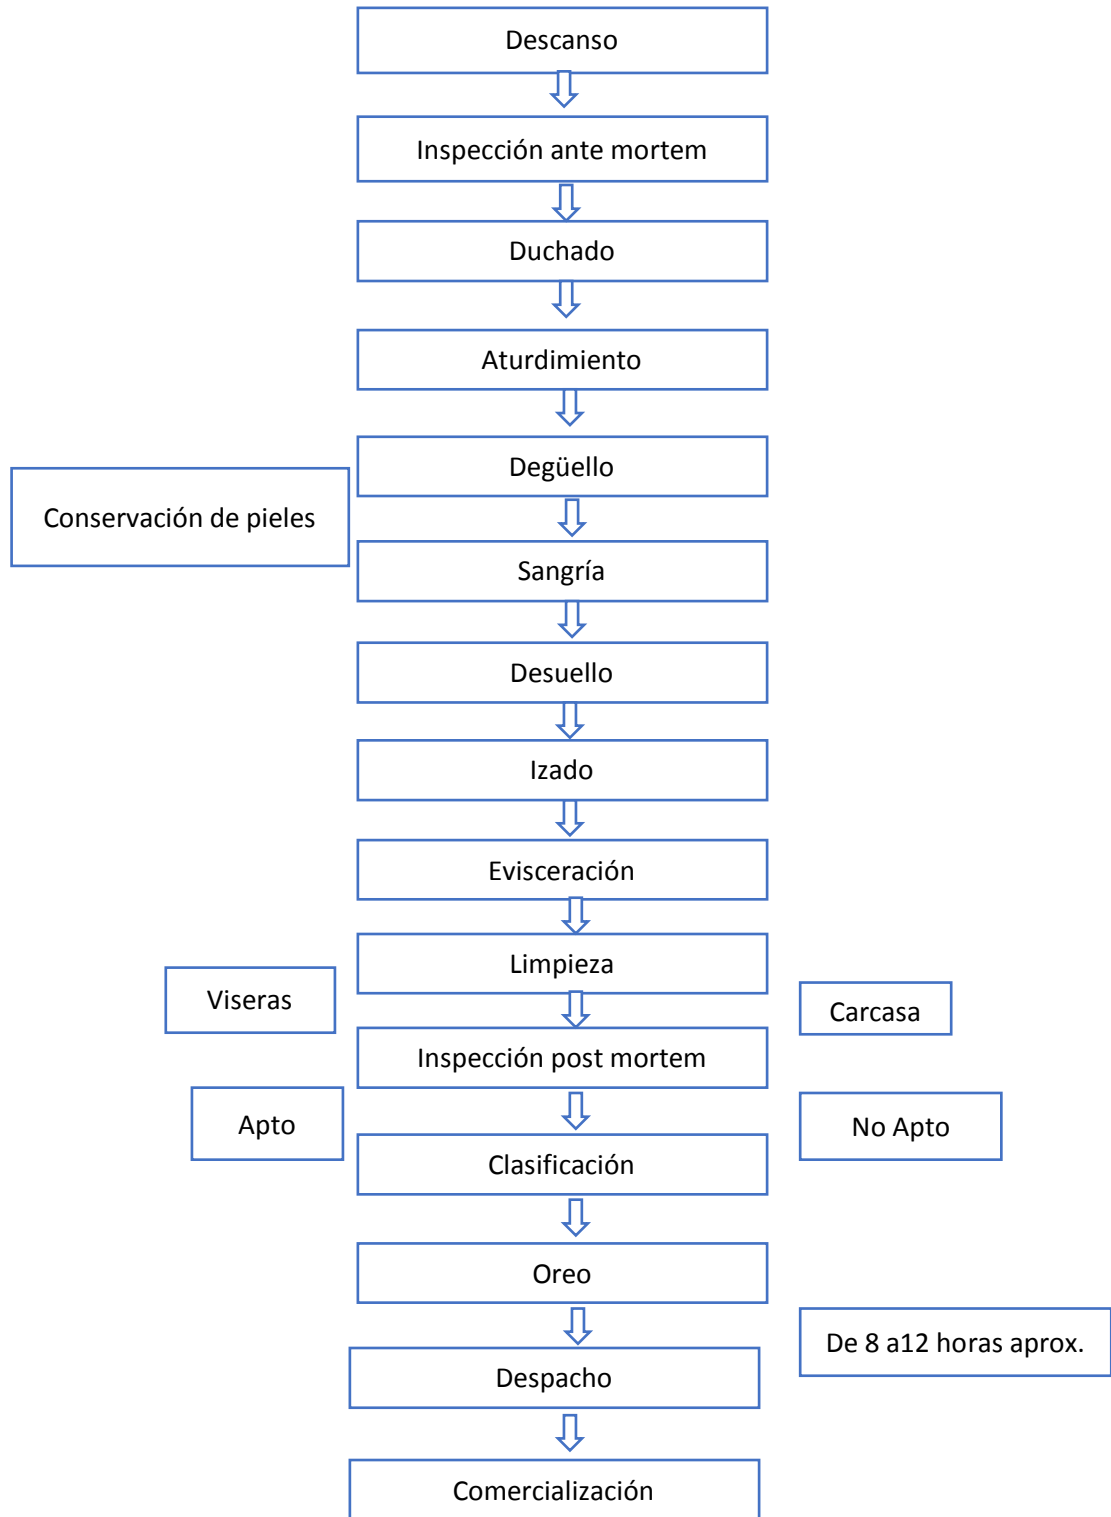 Descanso
Inspección ante mortem
Duchado
Aturdimiento
Degüello
Conservación de pieles
Sangría
Desuello
Izado
Evisceración
Limpieza
Viseras
Carcasa
Inspección post mortem
Apto
No Apto
Clasificación
Oreo
De 8 a12 horas aprox.
Despacho
Comercialización